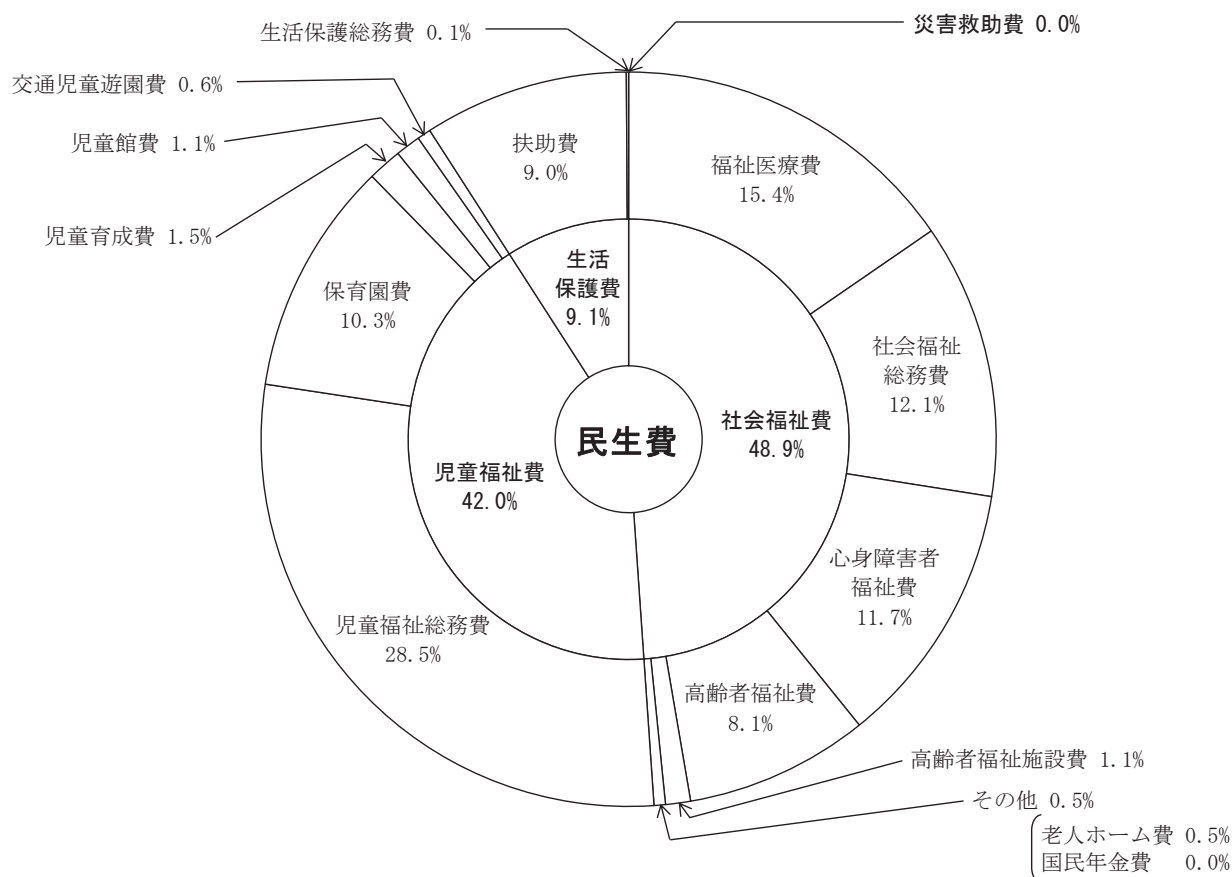 生活保護総務費 0.1%
災害救助費 0.0%
交通児童遊園費 0.6%
児童館費 1.1%
児童育成費 1.5%
扶助費
9.0%
福祉医療費
15.4%
保育園費
10.3%
生活
保護費
9.1%
社会福祉
総務費
12.1%
民生費
社会福祉費
48.9%
児童福祉費
42.0%
心身障害者
福祉費
11.7%
児童福祉総務費
28.5%
高齢者福祉費
8.1%
高齢者福祉施設費 1.1%
その他 0.5%
老人ホーム費 0.5%
国民年金費 0.0%